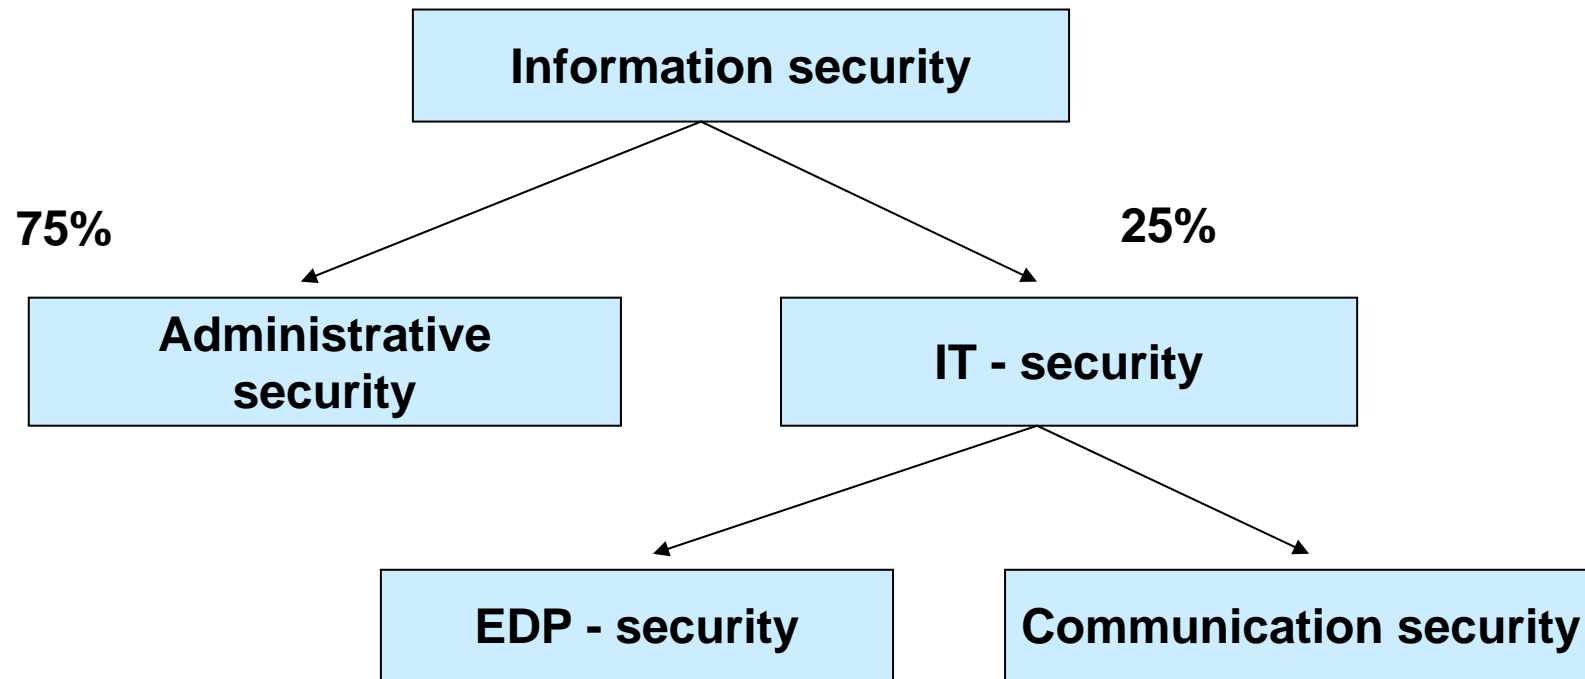 Information security
75%
25%
Administrative
security
IT - security
EDP - security
Communication security